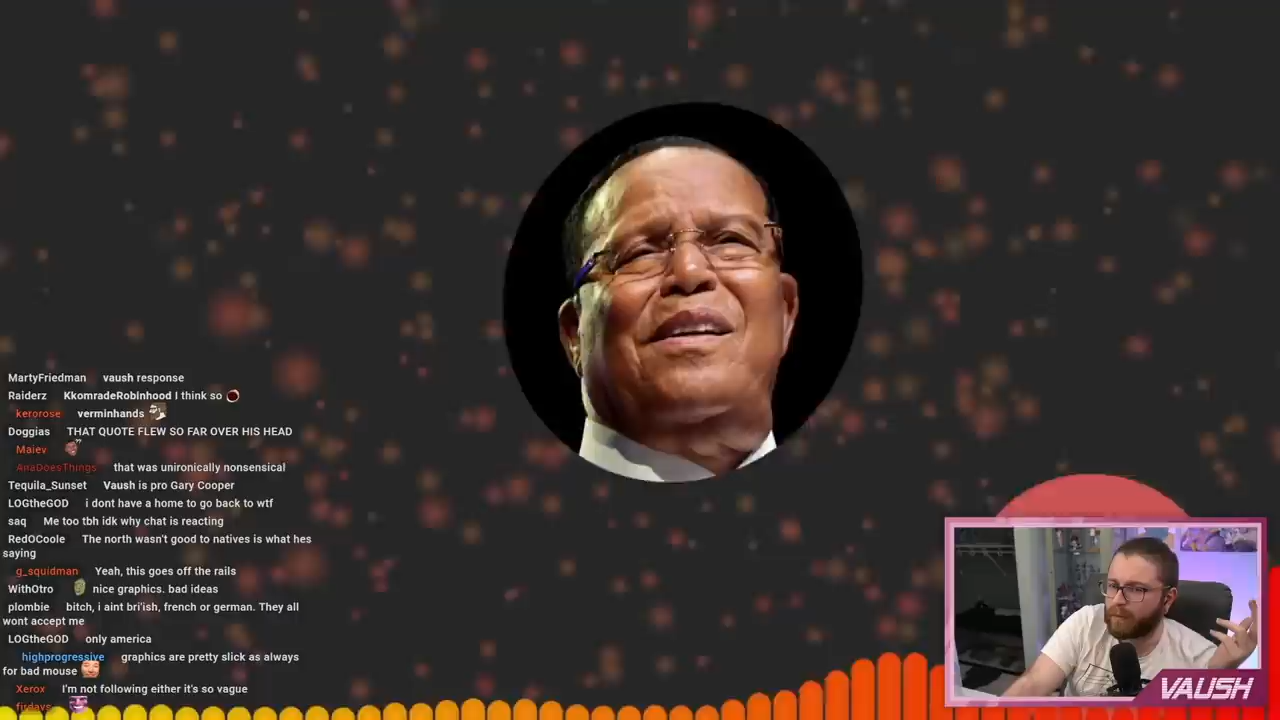 MartyFriedman vaush response
Raiderz KkomradeRobinhood I think so
kerorose verminhands
Doggias THAT QUOTE FLEW SO FAR OVER HIS HEAD
Maiev
AnaDoesThings that was unironically nonsensical
Tequila_Sunset Vaush is pro Gary Cooper
LOGtheGOD i dont have a home to go back to wtf
saq Me too tbh idk why chat is reacting
RedOCoole The north wasn't good to natives is what hes
saying
g_squidman Yeah, this goes off the rails
WithOtro nice graphics. bad ideas
plombie bitch, i aint bri'ish, french or german. They all
wont accept me
LOGtheGOD only america
highprogressive graphics are pretty slick as always
for bad mouse
Xerox I'm not following either it's so vague
firdays
VAUSH